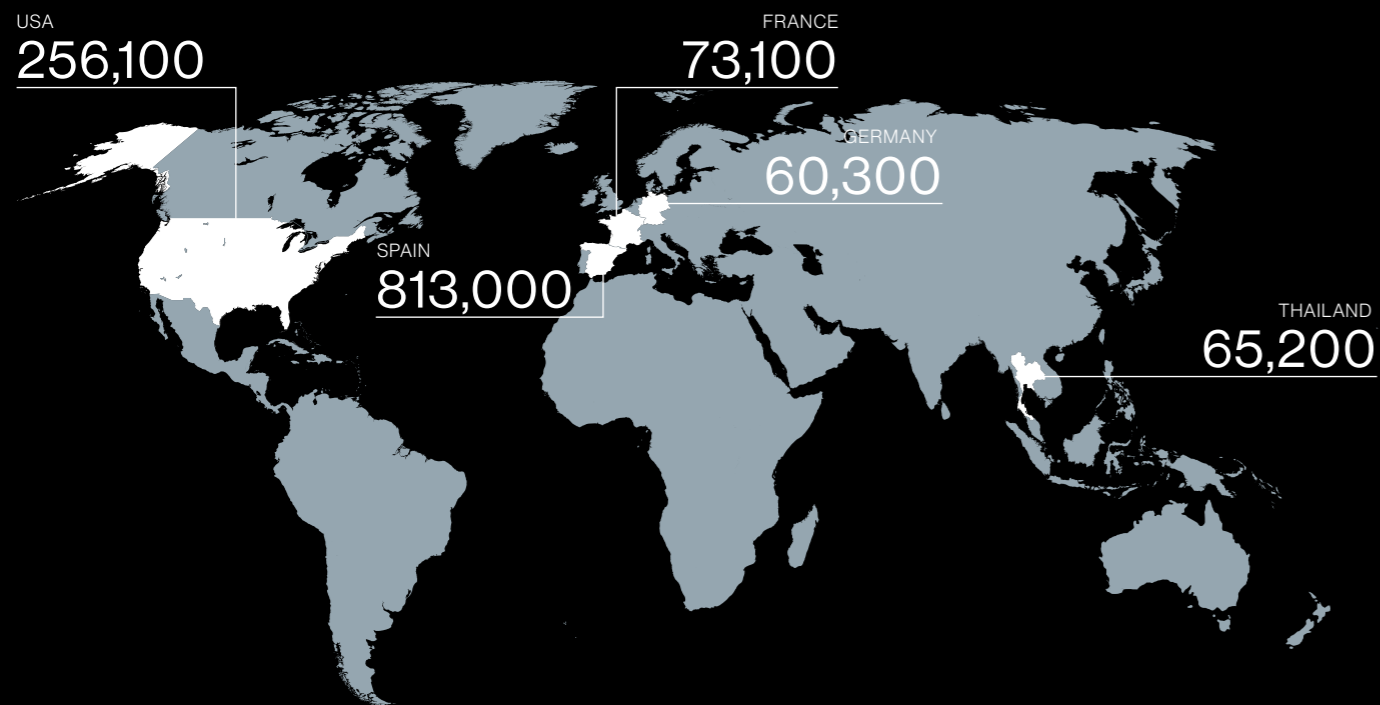 USA
256,100
FRANCE
73,100
GERMANY
60,300
SPAIN
813,000
THAILAND
65,200